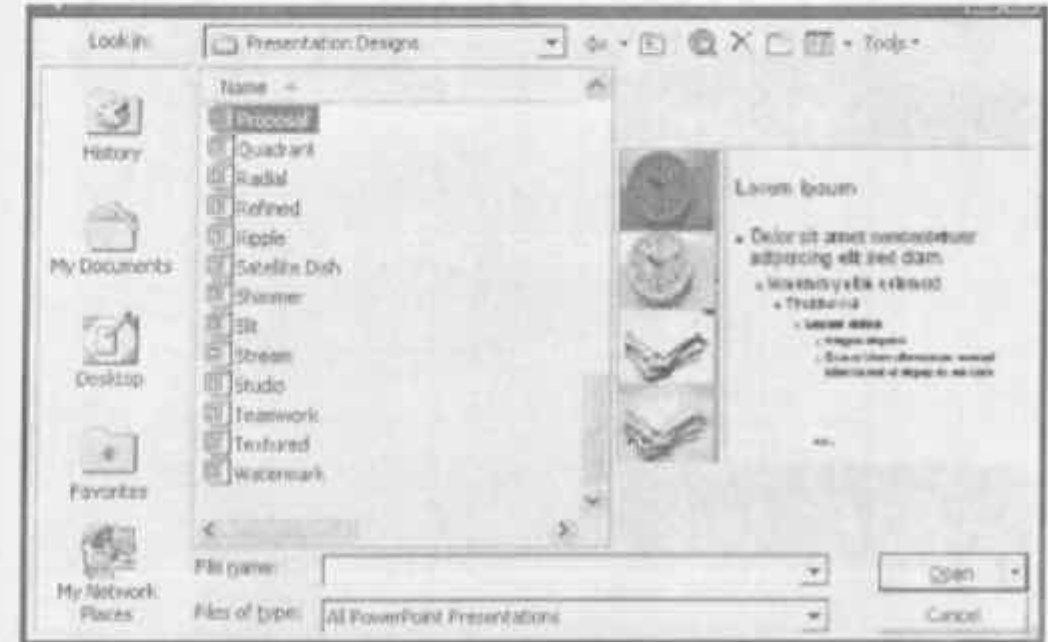 Look in:
Presentation Designs
Tools
Name
Proposal
Quadrant
Radial
Refined
Ripple
Satellite Dish
Shimmer
Slit
Stream
Studio
Teamwork
Textured
Watermark
History
My Documents
Desktop
Favorites
My Network
Places
Lorem Ipsum
Dolor sit amet consectetuer
adipiscing elit sed diam
File name:
Open
Files of type:
All PowerPoint Presentations
Cancel